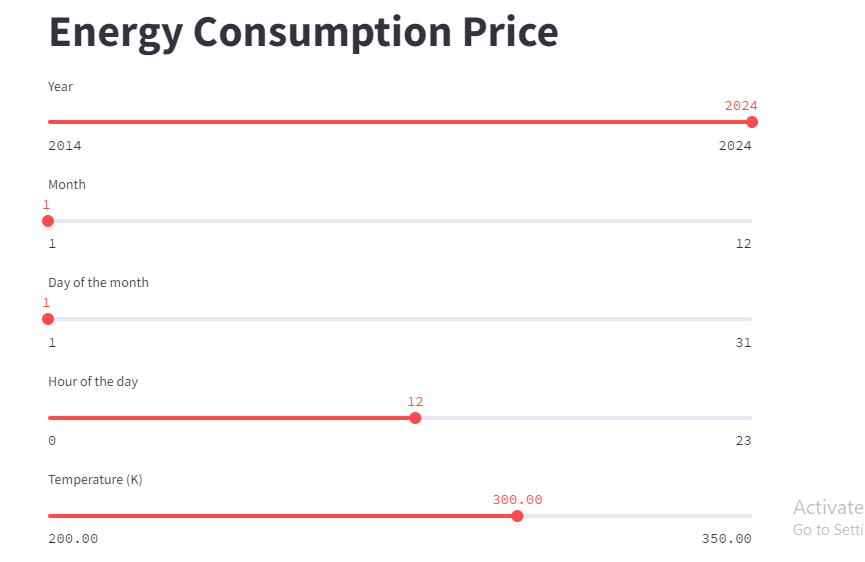 Energy Consumption Price
Year
2024
2014 2024
Month
1
1 12
Day of the month
1
1 31
Hour of the day
12
0 23
Temperature (K)
300.00
200.00 350.00
Activate
Go to Setti